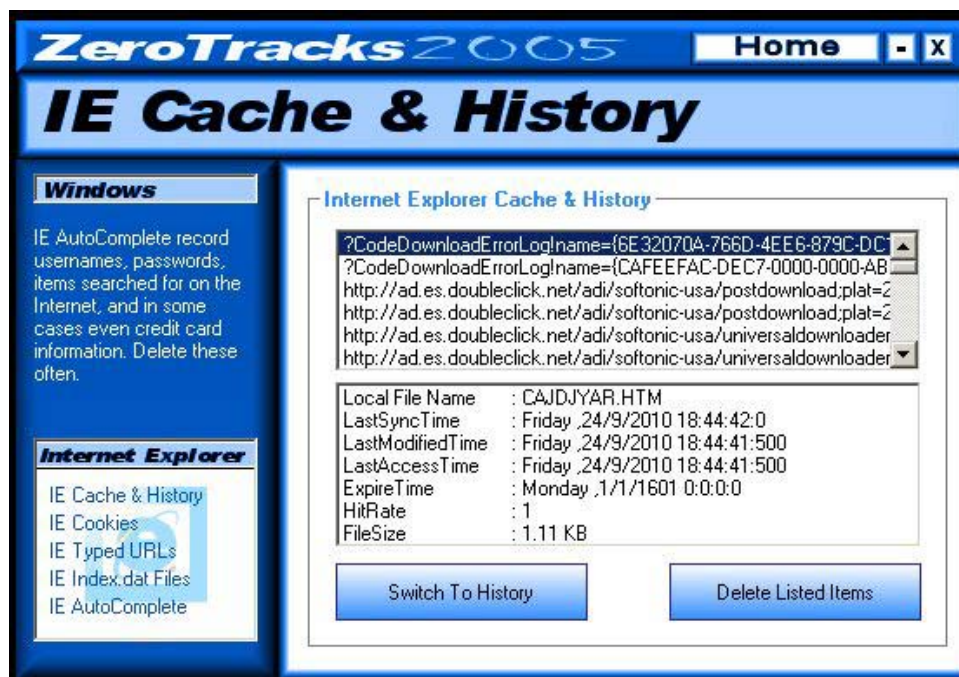 ZeroTracks2005
Home
-
X
IE Cache & History
Windows
IE AutoComplete record
usernames, passwords,
items searched for on the
Internet, and in some
cases even credit card
information. Delete these
often.
Internet Explorer
IE Cache & History
IE Cookies
IE Typed URLs
IE Index.dat Files
IE AutoComplete
Internet Explorer Cache & History
?CodeDownloadErrorLog!name={6E32070A-766D-4EE6-879C-DC1
?CodeDownloadErrorLog!name={CAFEEFAC-DEC7-0000-0000-AB
http://ad.es.doubleclick.net/adi/softonic-usa/postdownload;plat=2
http://ad.es.doubleclick.net/adi/softonic-usa/postdownload;plat=2
http://ad.es.doubleclick.net/adi/softonic-usa/universaldownloader
http://ad.es.doubleclick.net/adi/softonic-usa/universaldownloader
Local File Name : CAJDJYAR.HTM
LastSyncTime : Friday ,24/9/2010 18:44:42:0
LastModifiedTime : Friday ,24/9/2010 18:44:41:500
LastAccessTime : Friday ,24/9/2010 18:44:41:500
ExpireTime : Monday ,1/1/1601 0:0:0:0
HitRate : 1
FileSize : 1.11 KB
Switch To History
Delete Listed Items